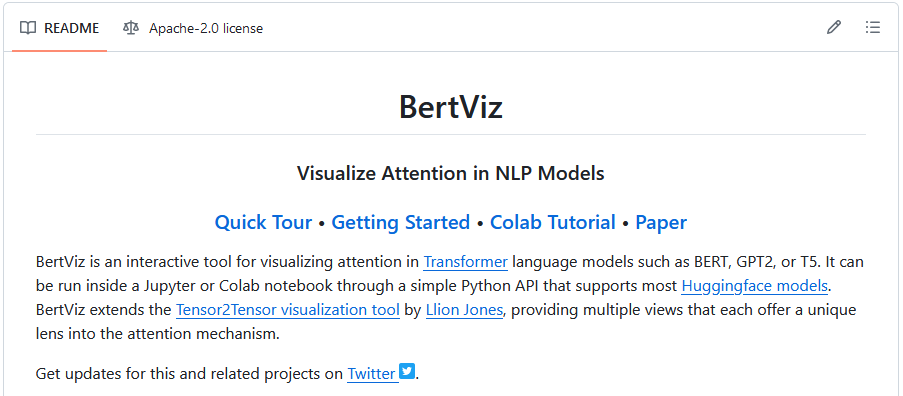 README Apache-2.0 license
BertViz
Visualize Attention in NLP Models
Quick Tour • Getting Started • Colab Tutorial • Paper
BertViz is an interactive tool for visualizing attention in Transformer language models such as BERT, GPT2, or T5. It can
be run inside a Jupyter or Colab notebook through a simple Python API that supports most Huggingface models.
BertViz extends the Tensor2Tensor visualization tool by Llion Jones, providing multiple views that each offer a unique
lens into the attention mechanism.
Get updates for this and related projects on Twitter.